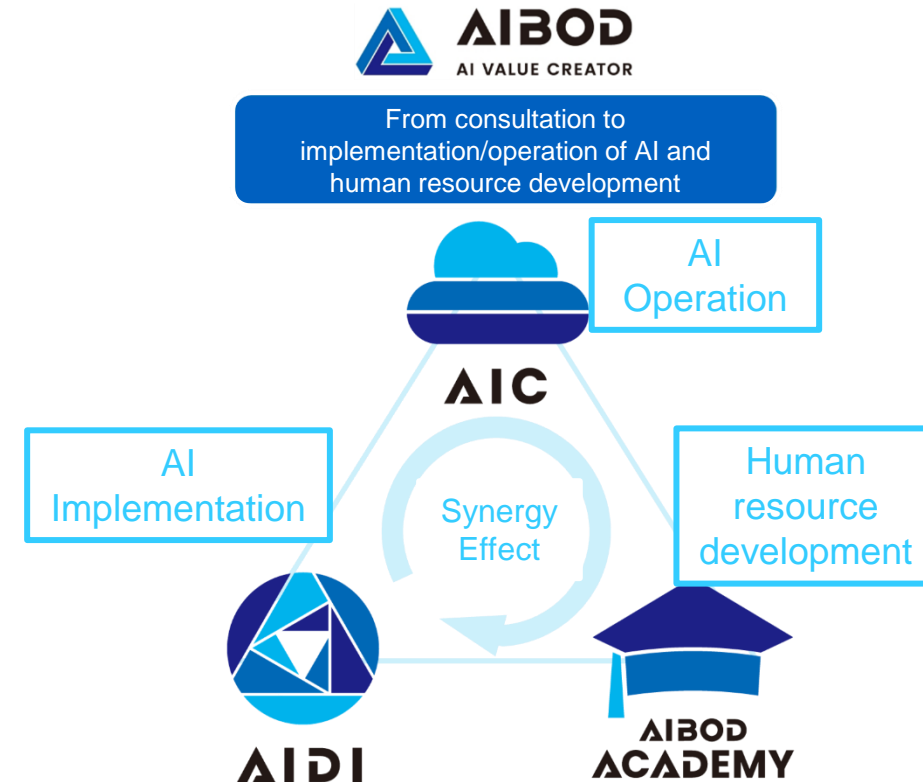 AIBOD
AI VALUE CREATOR
From consultation to
implementation/operation of AI and
human resource development
AI
Operation
AIC
AI
Implementation
Synergy
Effect
Human
resource
development
AIDI
AIBOD
ACADEMY